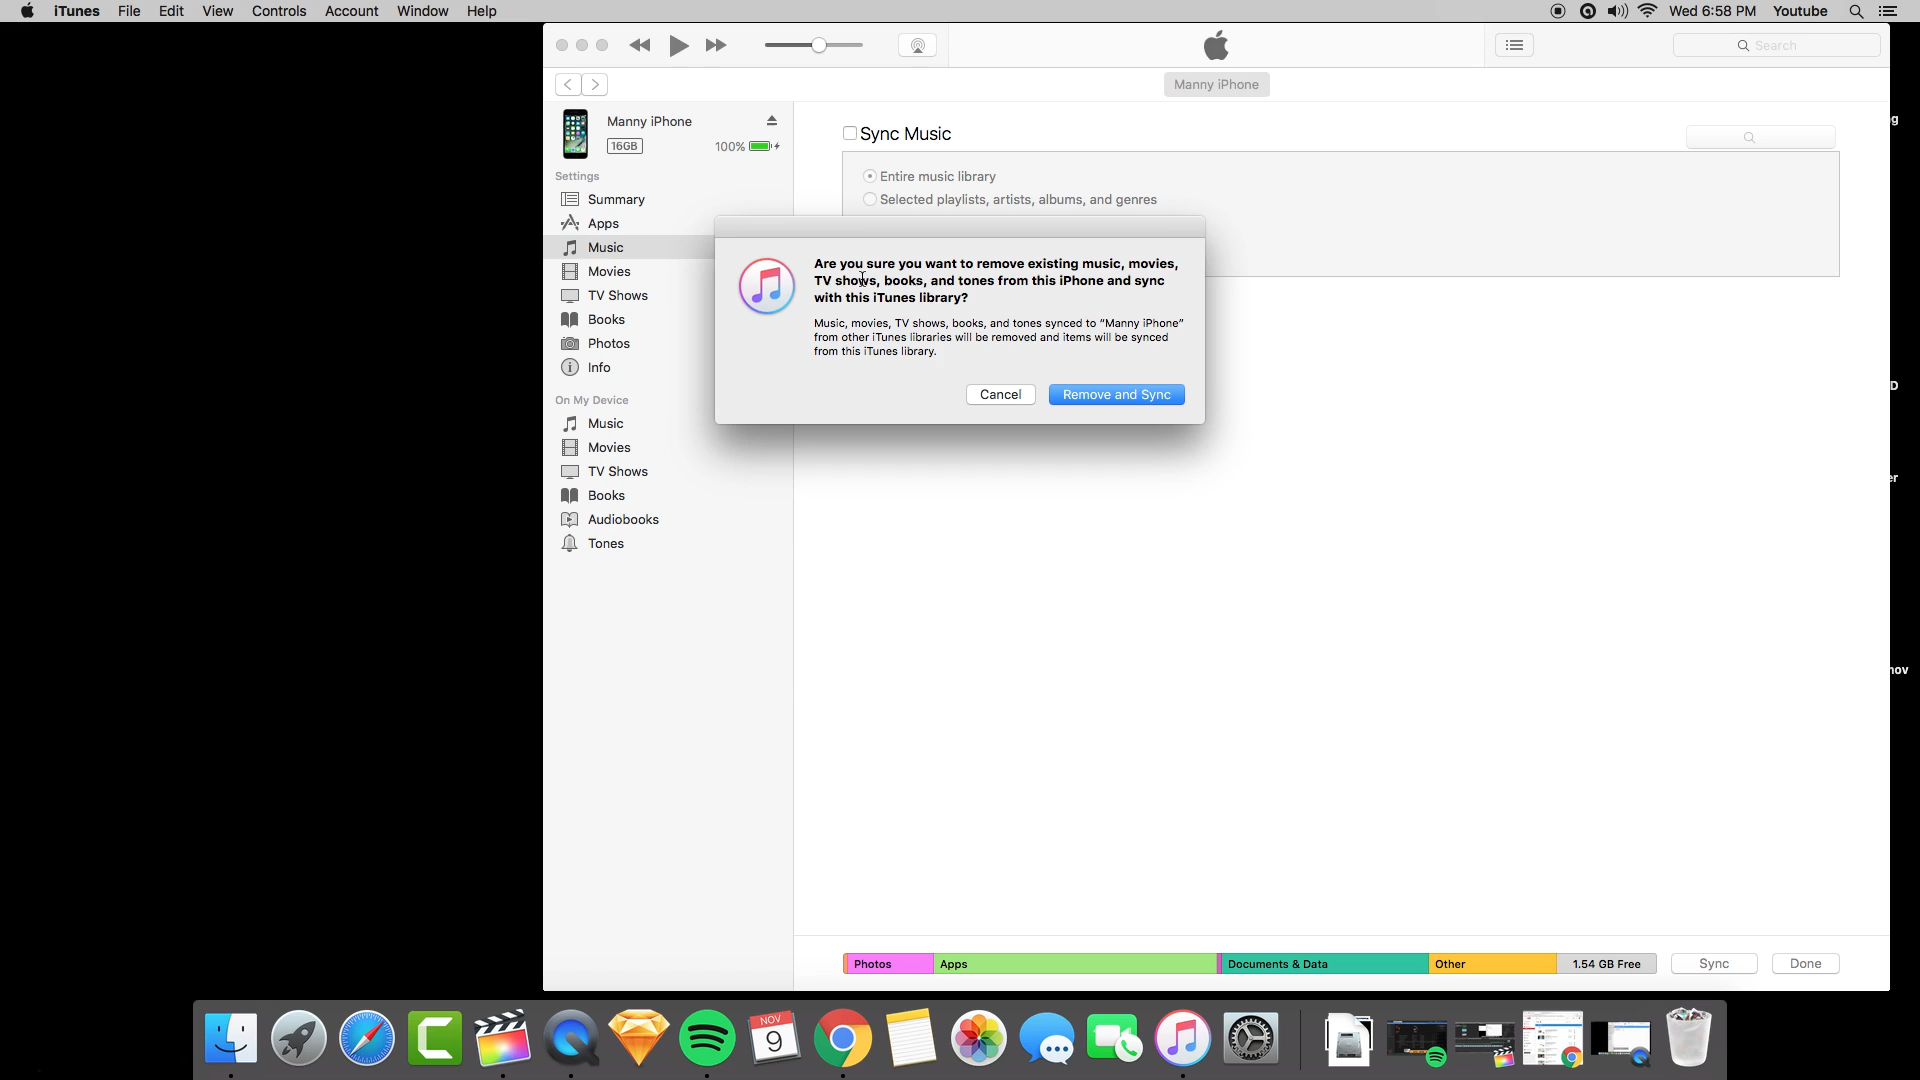 iTunes File Edit View Controls Account Window Help Wed 6:58 PM Youtube
Search
Manny iPhone
Manny iPhone
16GB 100%
Settings
Summary
Apps
Music
Movies
TV Shows
Books
Photos
Info
On My Device
Music
Movies
TV Shows
Books
Audiobooks
Tones
Sync Music
Entire music library
Selected playlists, artists, albums, and genres
Are you sure you want to remove existing music, movies,
TV shows, books, and tones from this iPhone and sync
with this iTunes library?
Music, movies, TV shows, books, and tones synced to “Manny iPhone”
from other iTunes libraries will be removed and items will be synced
from this iTunes library.
Cancel Remove and Sync
g
D
er
nov
Photos Apps Documents & Data Other 1.54 GB Free Sync Done
NOV
9